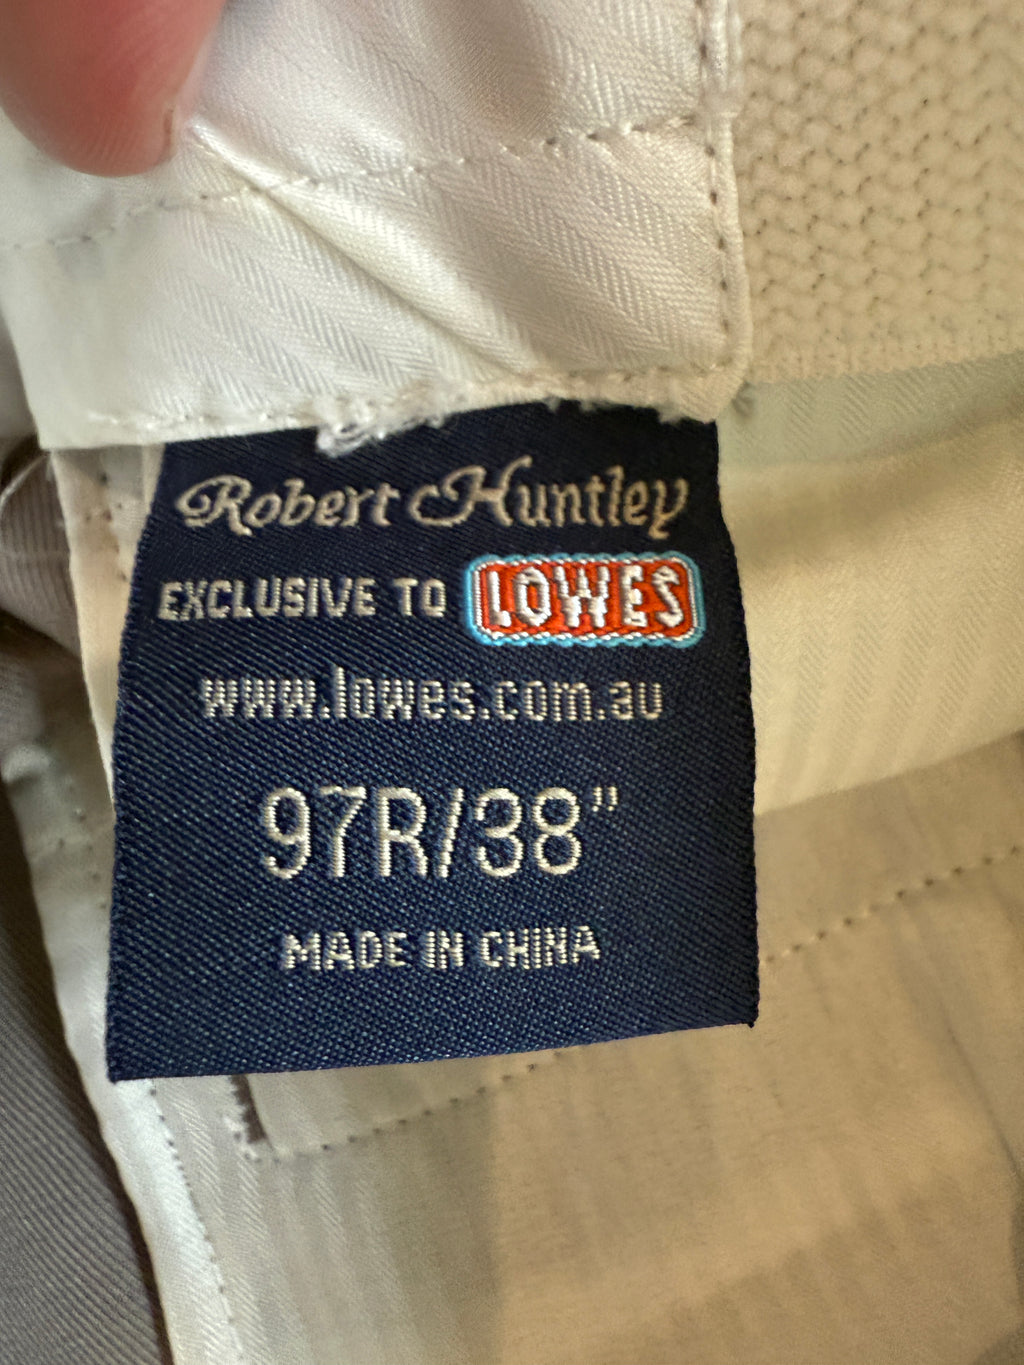 Robert Huntley
EXCLUSIVE TO LOWES
www.lowes.com.au
97R/38”
MADE IN CHINA